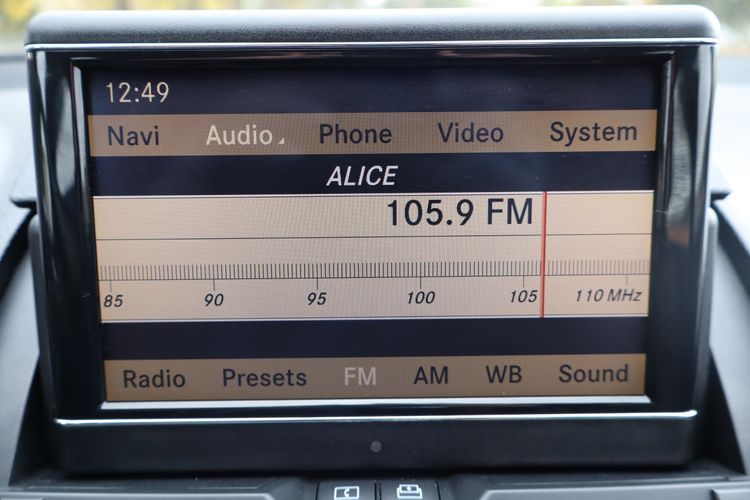 12:49
Navi Audio Phone Video System
ALICE
105.9 FM
85 90 95 100 105 110 MHz
Radio Presets FM AM WB Sound